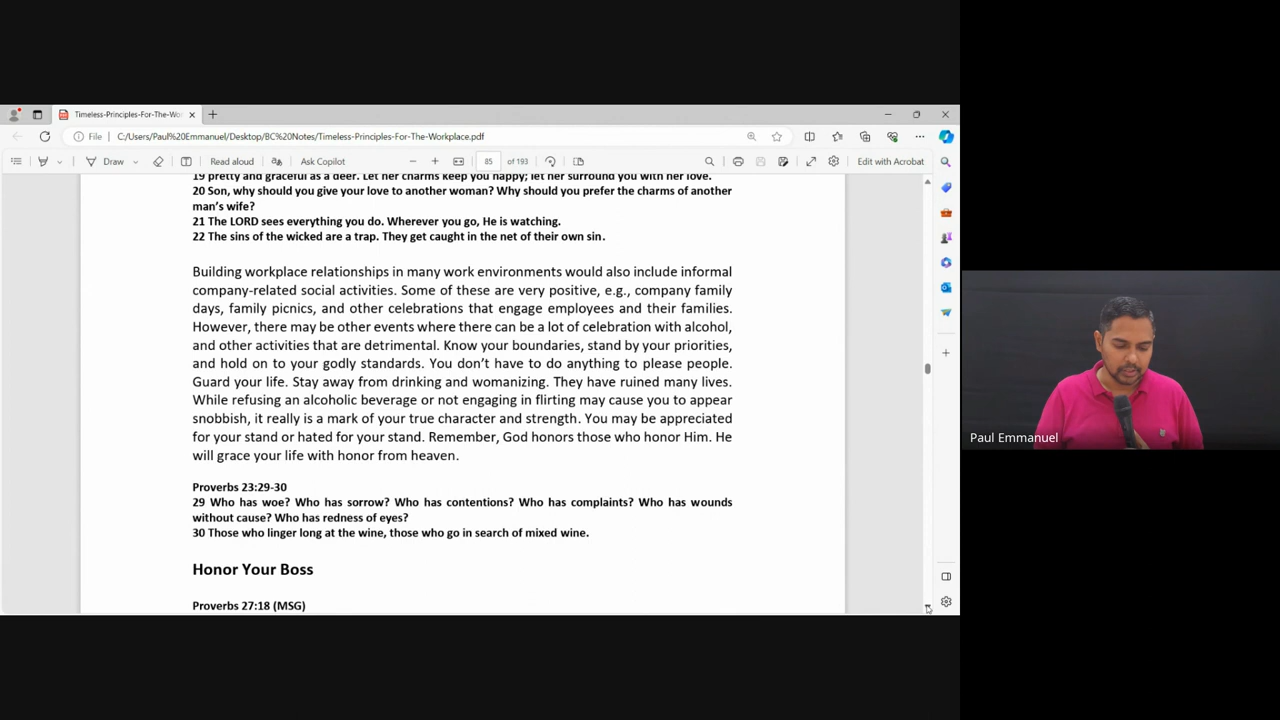 Timeless-Principles-For-The-Wo
File
C:/Users/Paul%20Emmanuel/Desktop/BC%20Notes/Timeless-Principles-For-The-Workplace.pdf
Draw
Read aloud
Ask Copilot
85
of 193
Edit with Acrobat
19 pretty and graceful as a deer. Let her charms keep you happy; let her surround you with her love.
20 Son, why should you give your love to another woman? Why should you prefer the charms of another
man's wife?
21 The LORD sees everything you do. Wherever you go, He is watching.
22 The sins of the wicked are a trap. They get caught in the net of their own sin.
Building workplace relationships in many work environments would also include informal
company-related social activities. Some of these are very positive, e.g., company family
days, family picnics, and other celebrations that engage employees and their families.
However, there may be other events where there can be a lot of celebration with alcohol,
and other activities that are detrimental. Know your boundaries, stand by your priorities,
and hold on to your godly standards. You don't have to do anything to please people.
Guard your life. Stay away from drinking and womanizing. They have ruined many lives.
While refusing an alcoholic beverage or not engaging in flirting may cause you to appear
snobbish, it really is a mark of your true character and strength. You may be appreciated
for your stand or hated for your stand. Remember, God honors those who honor Him. He
will grace your life with honor from heaven.
Proverbs 23:29-30
29 Who has woe? Who has sorrow? Who has contentions? Who has complaints? Who has wounds
without cause? Who has redness of eyes?
30 Those who linger long at the wine, those who go in search of mixed wine.
Honor Your Boss
Proverbs 27:18 (MSG)
Paul Emmanuel